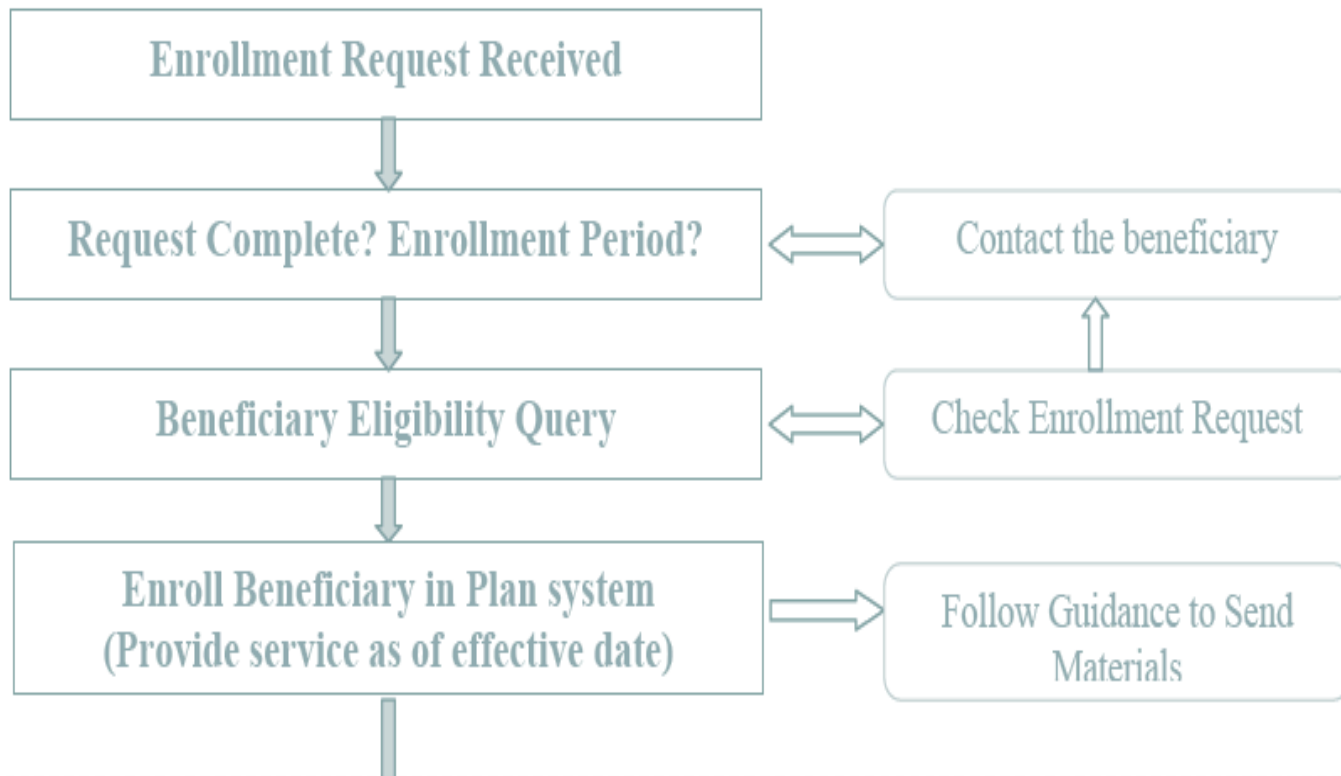 Enrollment Request Received
Request Complete? Enrollment Period?
Contact the beneficiary
Beneficiary Eligibility Query
Check Enrollment Request
Enroll Beneficiary in Plan system
(Provide service as of effective date)
Follow Guidance to Send
Materials